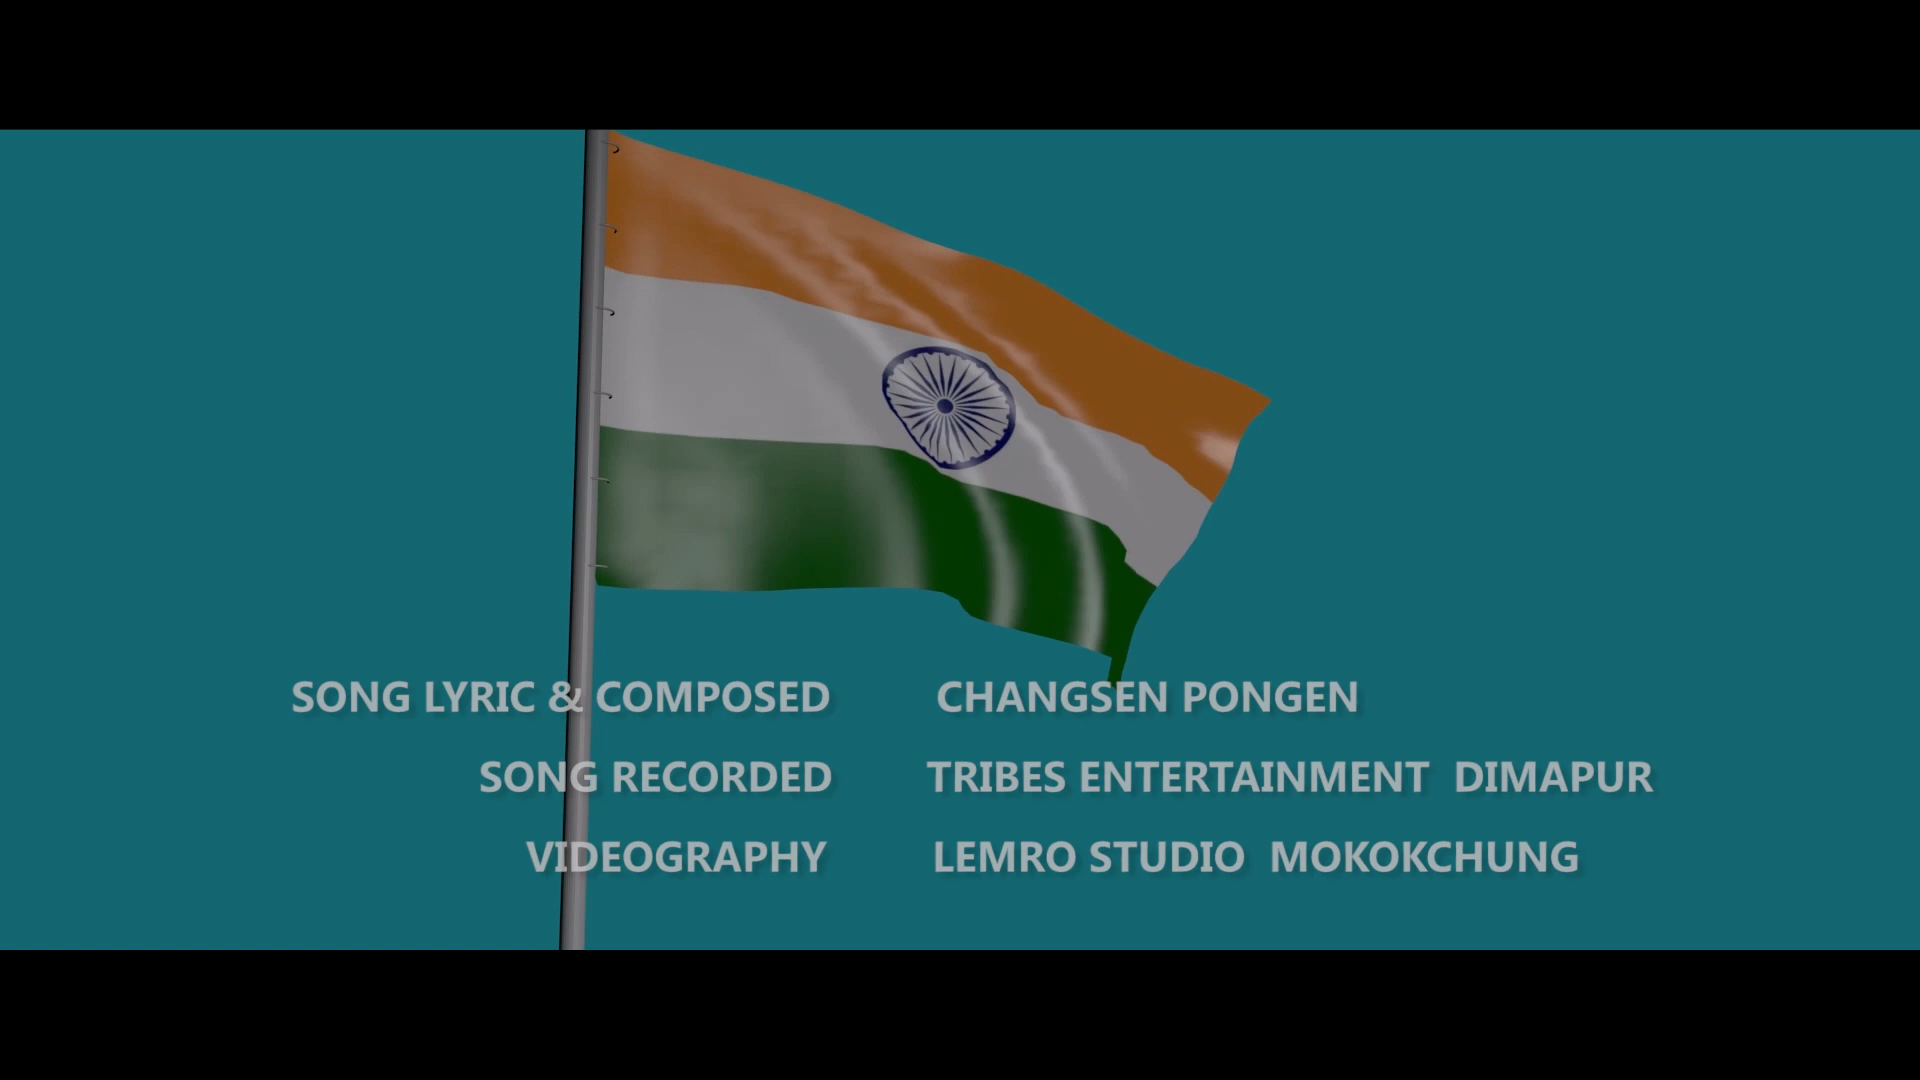 SONG LYRIC & COMPOSED CHANGSEN PONGEN
SONG RECORDED TRIBES ENTERTAINMENT DIMAPUR
VIDEOGRAPHY LEMRO STUDIO MOKOKCHUNG